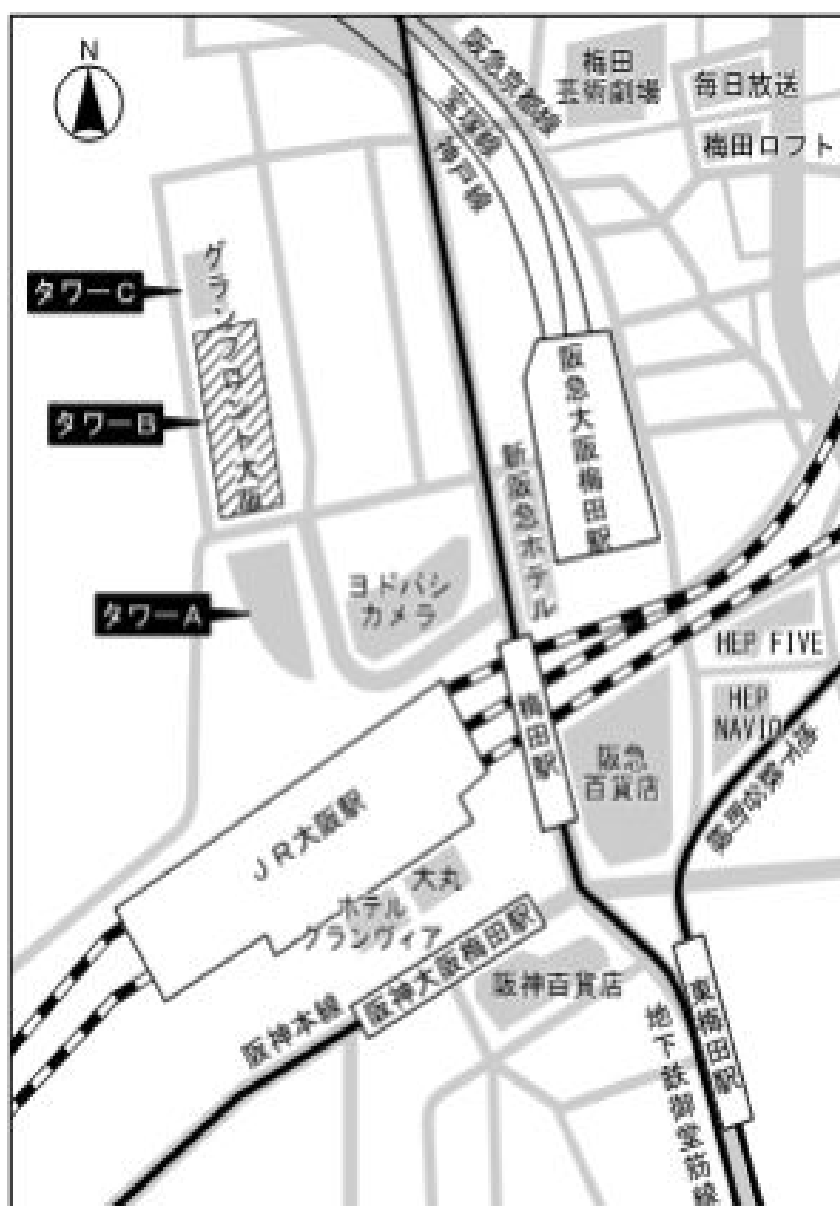 N
阪急京都線
宝塚線
神戸線
梅田
芸術劇場
毎日放送
梅田ロフト
グランフロント大阪
タワーC
タワーB
タワーA
阪急大阪梅田駅
新阪急ホテル
ヨドバシ
カメラ
HEP FIVE
HEP
NAVIO
梅田駅
阪急
百貨店
地下鉄谷町線
JR大阪駅
大丸
ホテル
グランヴィア
阪神大阪梅田駅
阪神百貨店
阪神本線
東梅田駅
地下鉄御堂筋線